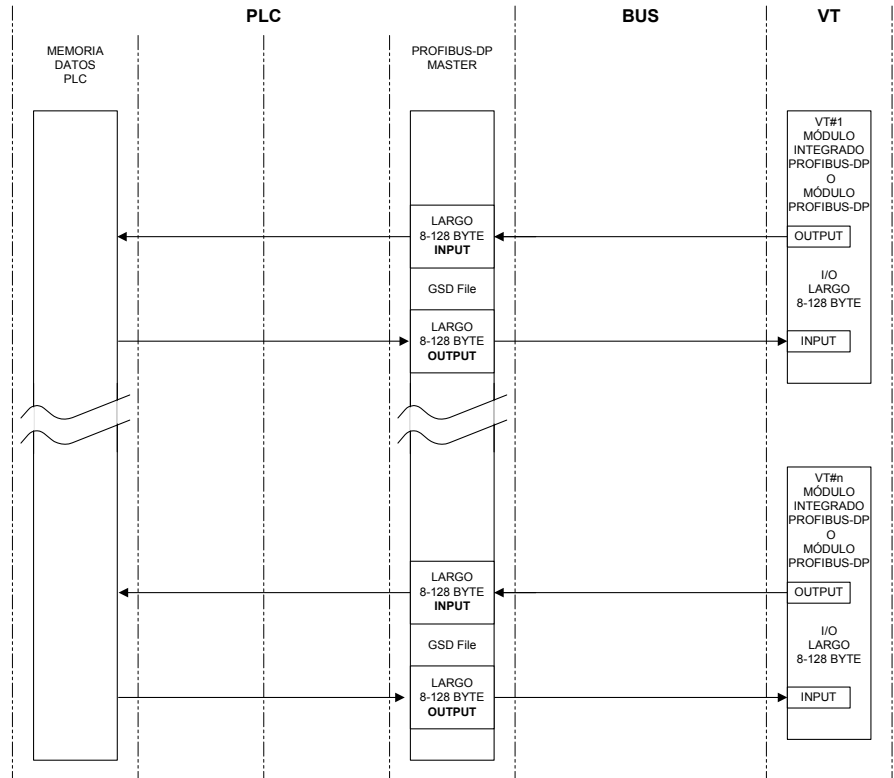 PLC
BUS
VT
MEMORIA
DATOS
PLC
PROFIBUS-DP
MASTER
VT#1
MÓDULO
INTEGRADO
PROFIBUS-DP
O
MÓDULO
PROFIBUS-DP
LARGO
8-128 BYTE
INPUT
OUTPUT
GSD File
I/O
LARGO
8-128 BYTE
LARGO
8-128 BYTE
OUTPUT
INPUT
VT#n
MÓDULO
INTEGRADO
PROFIBUS-DP
O
MÓDULO
PROFIBUS-DP
LARGO
8-128 BYTE
INPUT
OUTPUT
GSD File
I/O
LARGO
8-128 BYTE
LARGO
8-128 BYTE
OUTPUT
INPUT